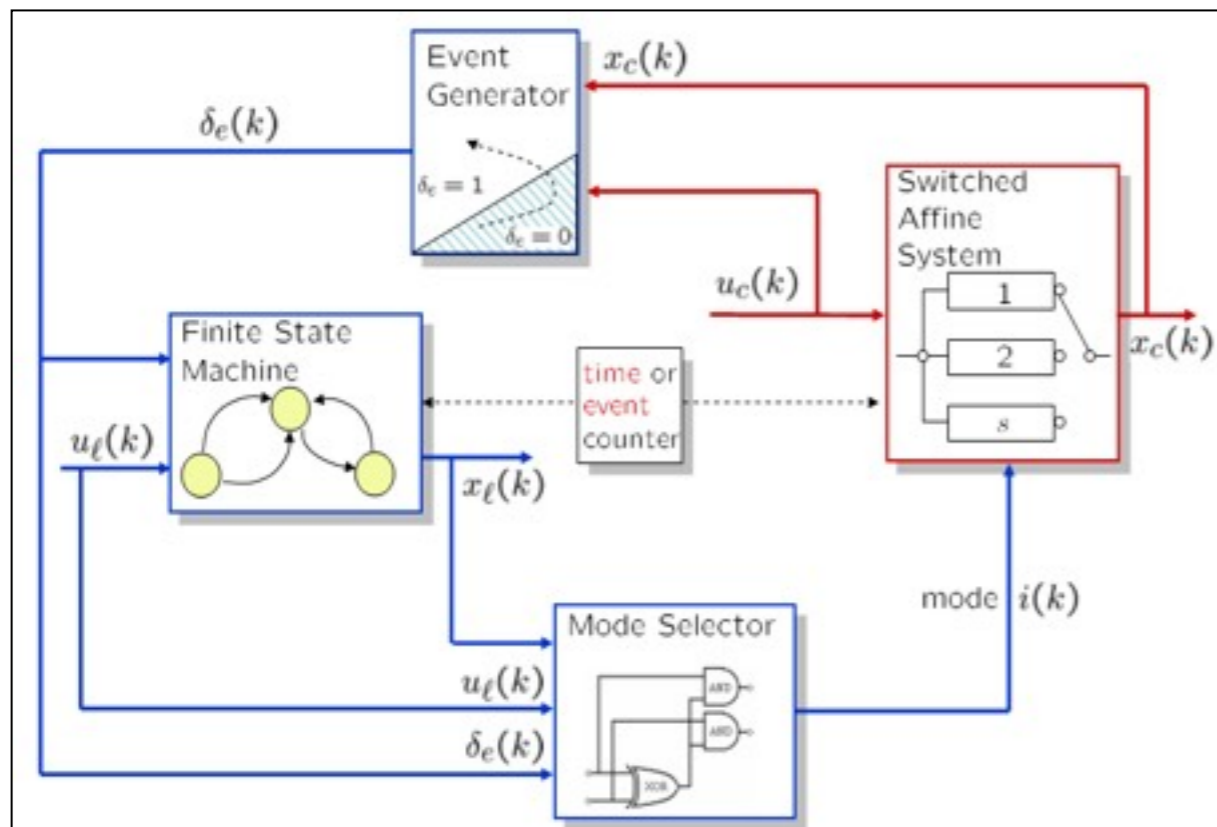 Event
Generator
x_c(k)
δ_e(k)
δ_e = 1
δ_e = 0
Switched
Affine
System
1
2
s
u_c(k)
x_c(k)
Finite State
Machine
time or
event
counter
u_ℓ(k)
x_ℓ(k)
mode i(k)
Mode Selector
u_ℓ(k)
δ_e(k)
AND
AND
XOR